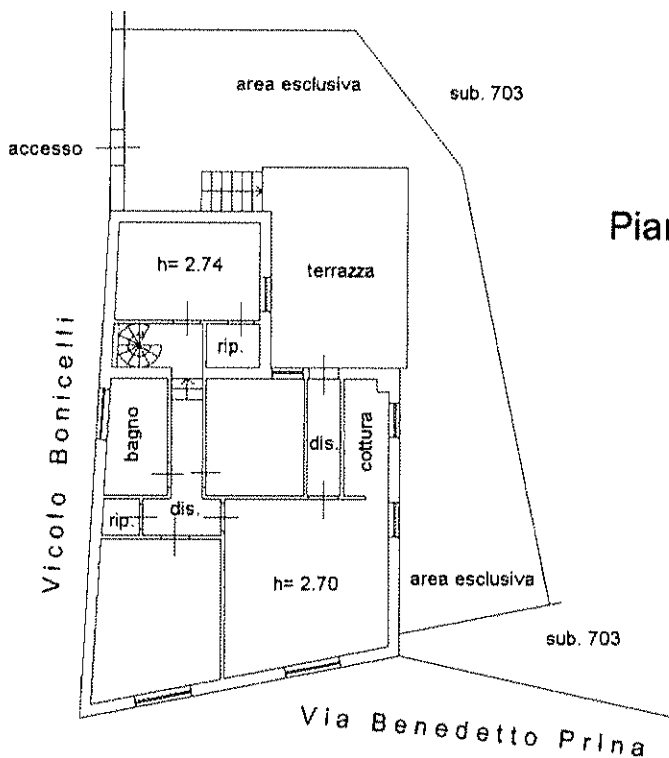 area esclusiva
sub. 703
accesso
Pian
h= 2.74
terrazza
rip.
Vicolo Bonicelli
bagno
dis.
cottura
rip.
dis.
h= 2.70
area esclusiva
sub. 703
Via Benedetto Prina